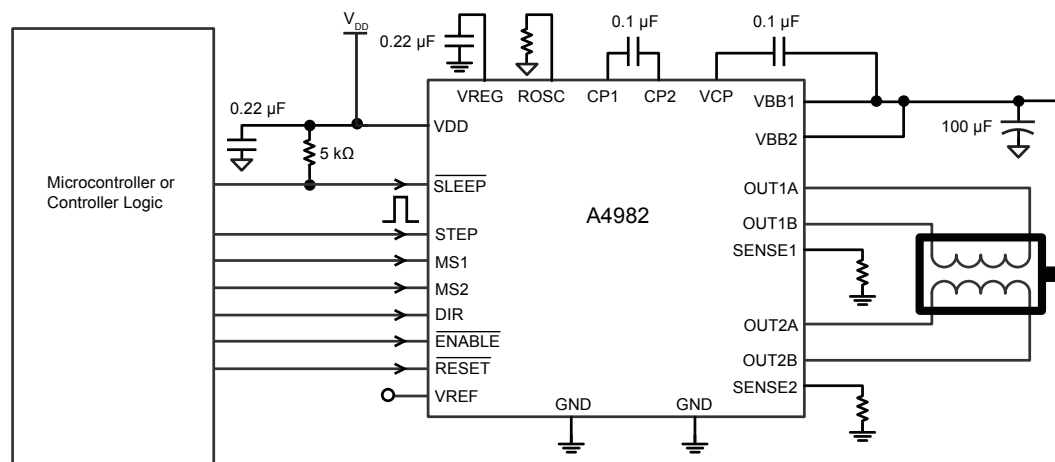 V_DD
0.22 µF
0.1 µF
0.1 µF
0.22 µF
5 kΩ
100 µF
Microcontroller or
Controller Logic
A4982
VREG
ROSC
CP1
CP2
VCP
VDD
SLEEP
STEP
MS1
MS2
DIR
ENABLE
RESET
VREF
GND
GND
VBB1
VBB2
OUT1A
OUT1B
SENSE1
OUT2A
OUT2B
SENSE2